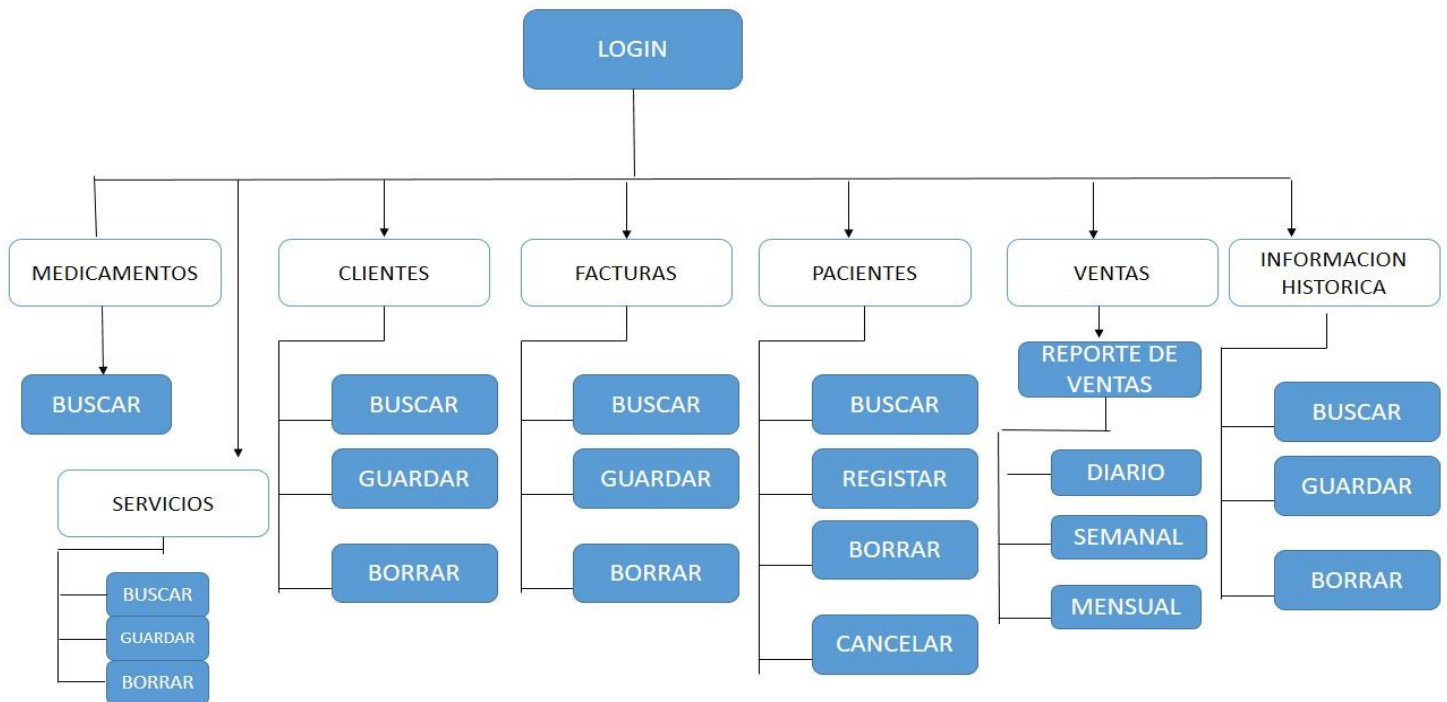 LOGIN
MEDICAMENTOS
BUSCAR
SERVICIOS
BUSCAR
GUARDAR
BORRAR
CLIENTES
BUSCAR
GUARDAR
BORRAR
FACTURAS
BUSCAR
GUARDAR
BORRAR
PACIENTES
BUSCAR
REGISTAR
BORRAR
CANCELAR
VENTAS
REPORTE DE
VENTAS
DIARIO
SEMANAL
MENSUAL
INFORMACION
HISTORICA
BUSCAR
GUARDAR
BORRAR